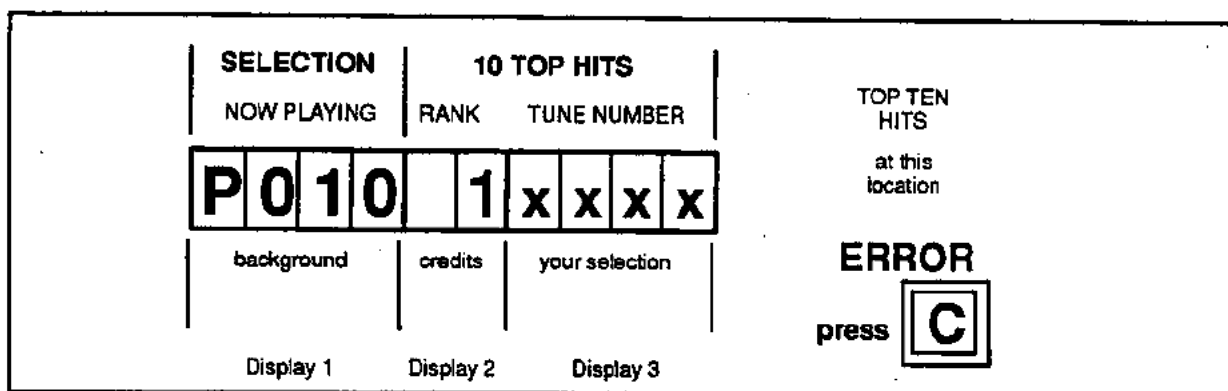 SELECTION 10 TOP HITS
NOW PLAYING RANK TUNE NUMBER
P010 1xxxx
background credits your selection
Display 1 Display 2 Display 3
TOP TEN
HITS
at this
location
ERROR
press C